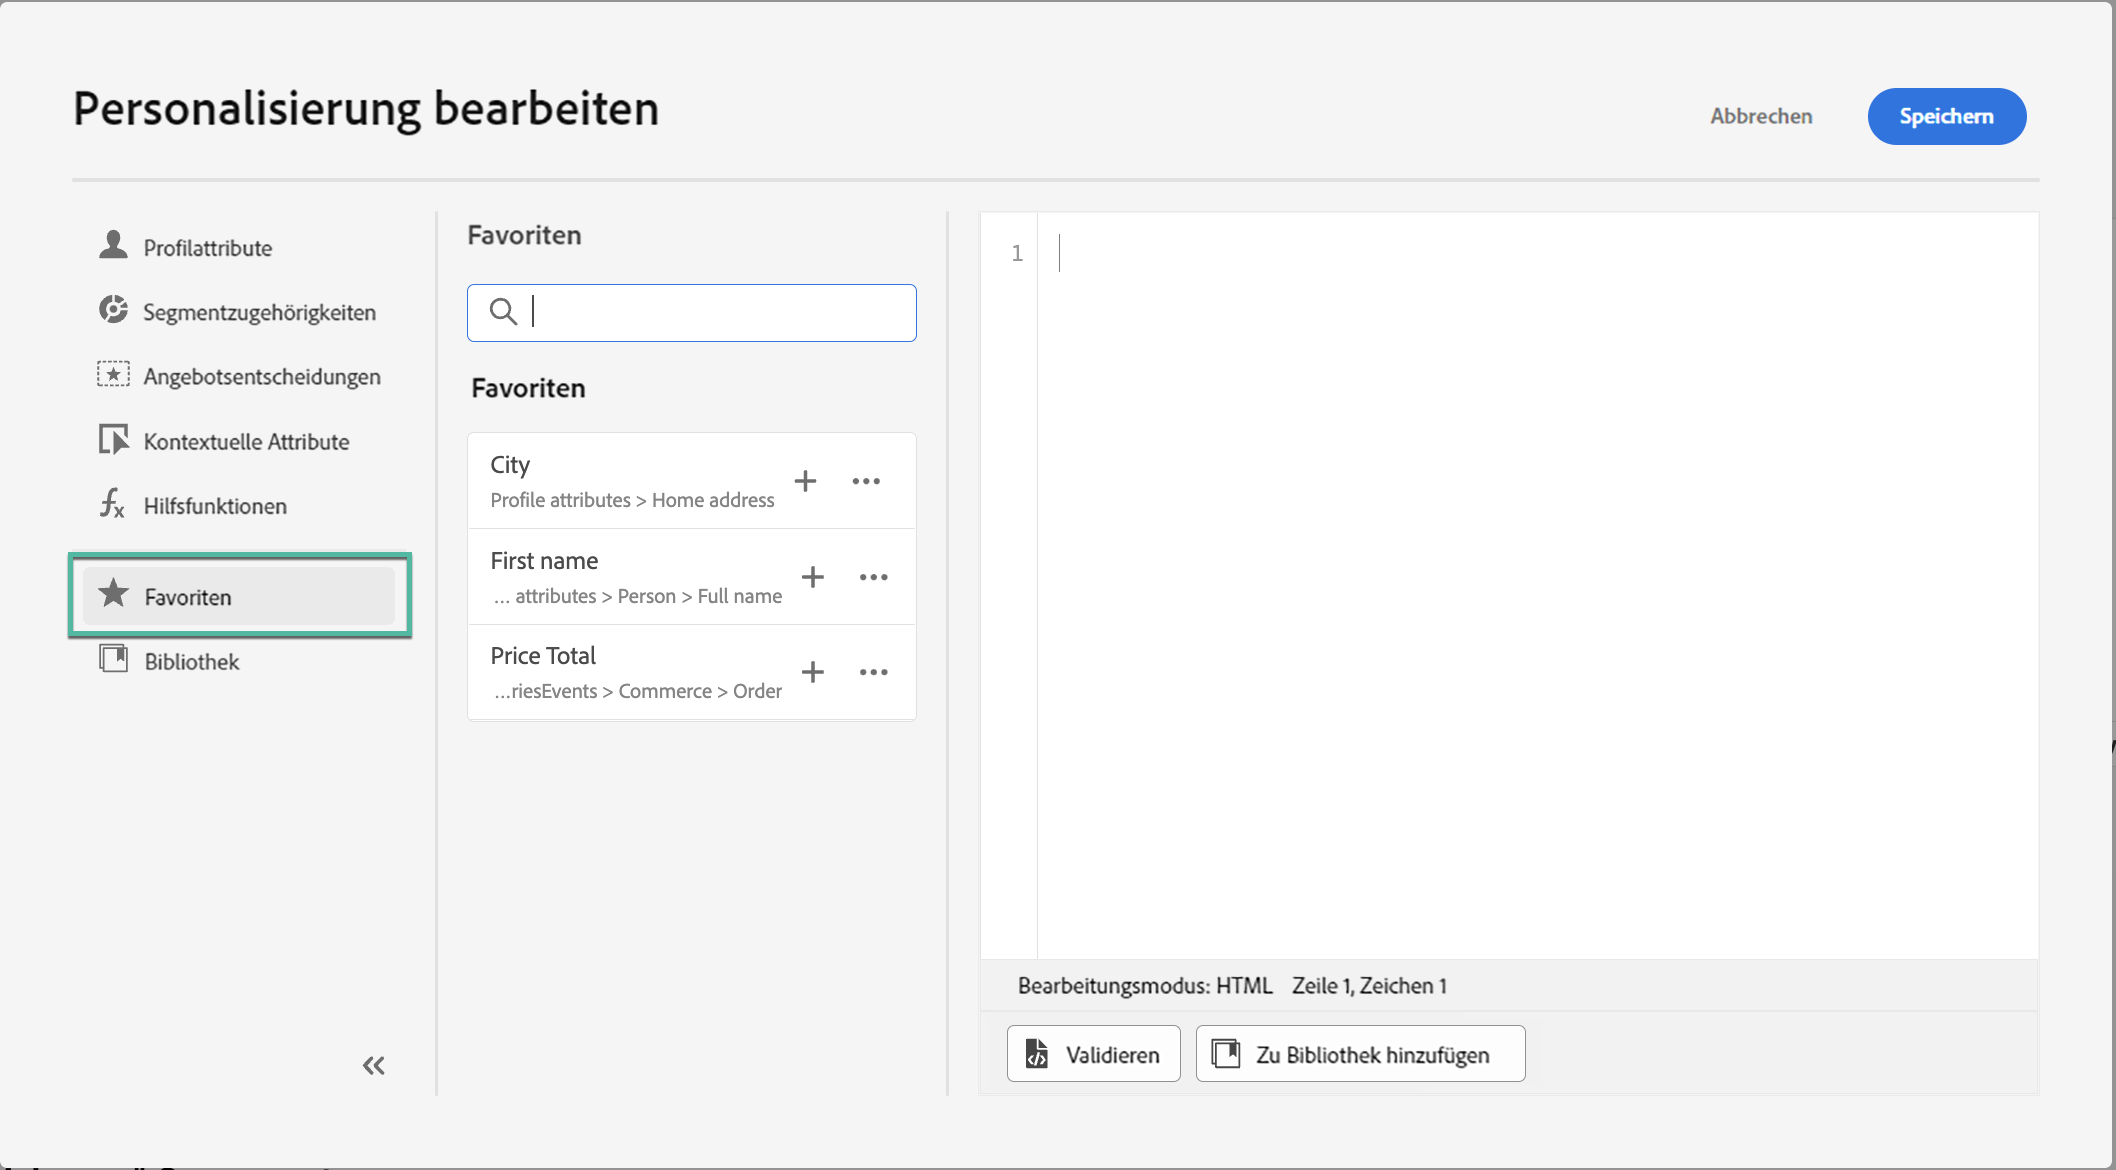 Personalisierung bearbeiten
Abbrechen
Speichern
Profilattribute
Segmentzugehörigkeiten
Angebotsentscheidungen
Kontextuelle Attribute
Hilfsfunktionen
Favoriten
Bibliothek
Favoriten
Favoriten
City
Profile attributes > Home address
First name
... attributes > Person > Full name
Price Total
...riesEvents > Commerce > Order
1
Bearbeitungsmodus: HTML Zeile 1, Zeichen 1
Validieren
Zu Bibliothek hinzufügen